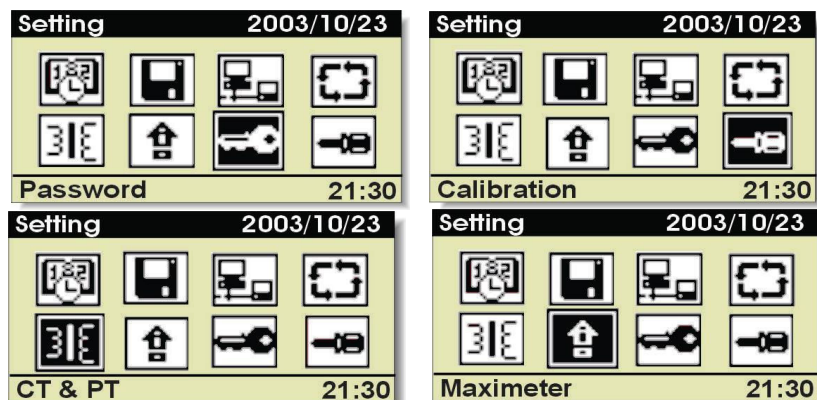 Setting 2003/10/23
Password 21:30
Setting 2003/10/23
Calibration 21:30
Setting 2003/10/23
CT & PT 21:30
Setting 2003/10/23
Maximeter 21:30